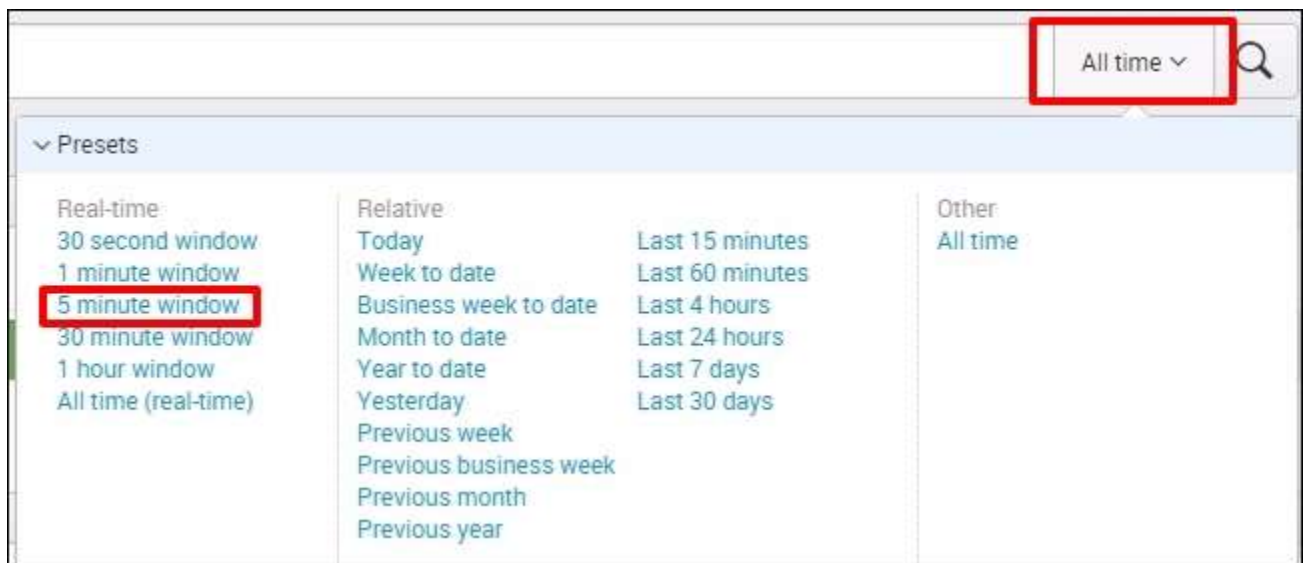 All time
Presets
Real-time
30 second window
1 minute window
5 minute window
30 minute window
1 hour window
All time (real-time)
Relative
Today
Week to date
Business week to date
Month to date
Year to date
Yesterday
Previous week
Previous business week
Previous month
Previous year
Last 15 minutes
Last 60 minutes
Last 4 hours
Last 24 hours
Last 7 days
Last 30 days
Other
All time